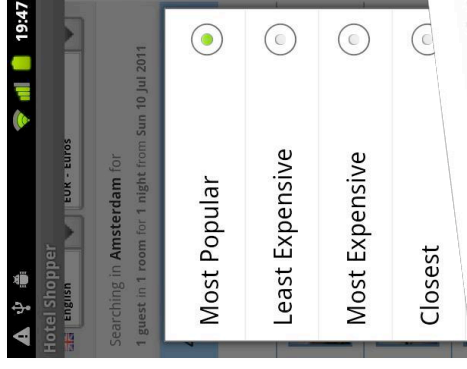 19:47
Hotel Shopper
English
EUR - Euros
Searching in Amsterdam for
1 guest in 1 room for 1 night from Sun 10 Jul 2011
Most Popular
Least Expensive
Most Expensive
Closest